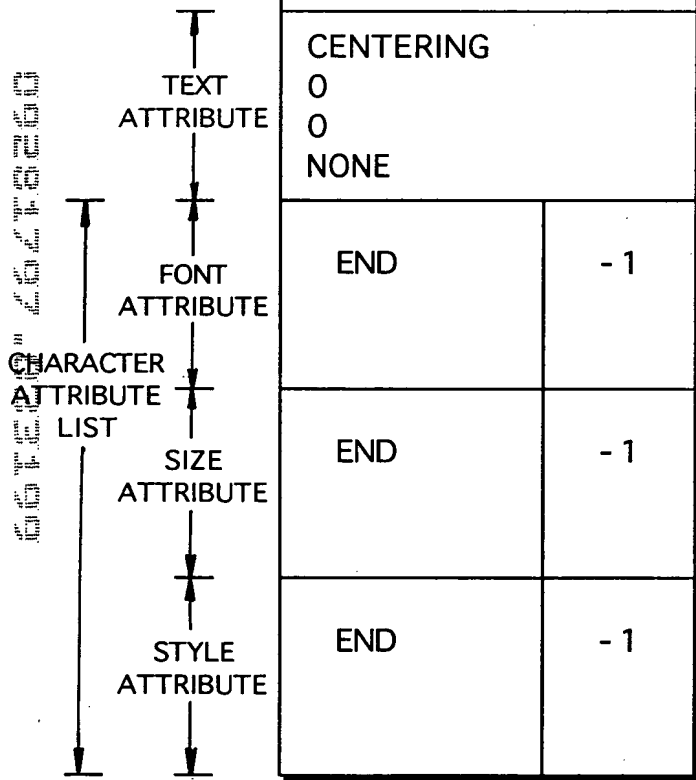 TEXT
ATTRIBUTE
CENTERING
0
0
NONE
CHARACTER
ATTRIBUTE
LIST
FONT
ATTRIBUTE
END -1
SIZE
ATTRIBUTE
END -1
STYLE
ATTRIBUTE
END -1